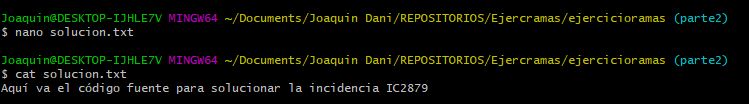 Joaquin@DESKTOP-IJHLE7V MINGW64 ~/Documents/Joaquin Dani/REPOSITORIOS/Ejercramas/ejercicioramas (parte2)
$ nano solucion.txt
Joaquin@DESKTOP-IJHLE7V MINGW64 ~/Documents/Joaquin Dani/REPOSITORIOS/Ejercramas/ejercicioramas (parte2)
$ cat solucion.txt
Aquí va el código fuente para solucionar la incidencia IC2879